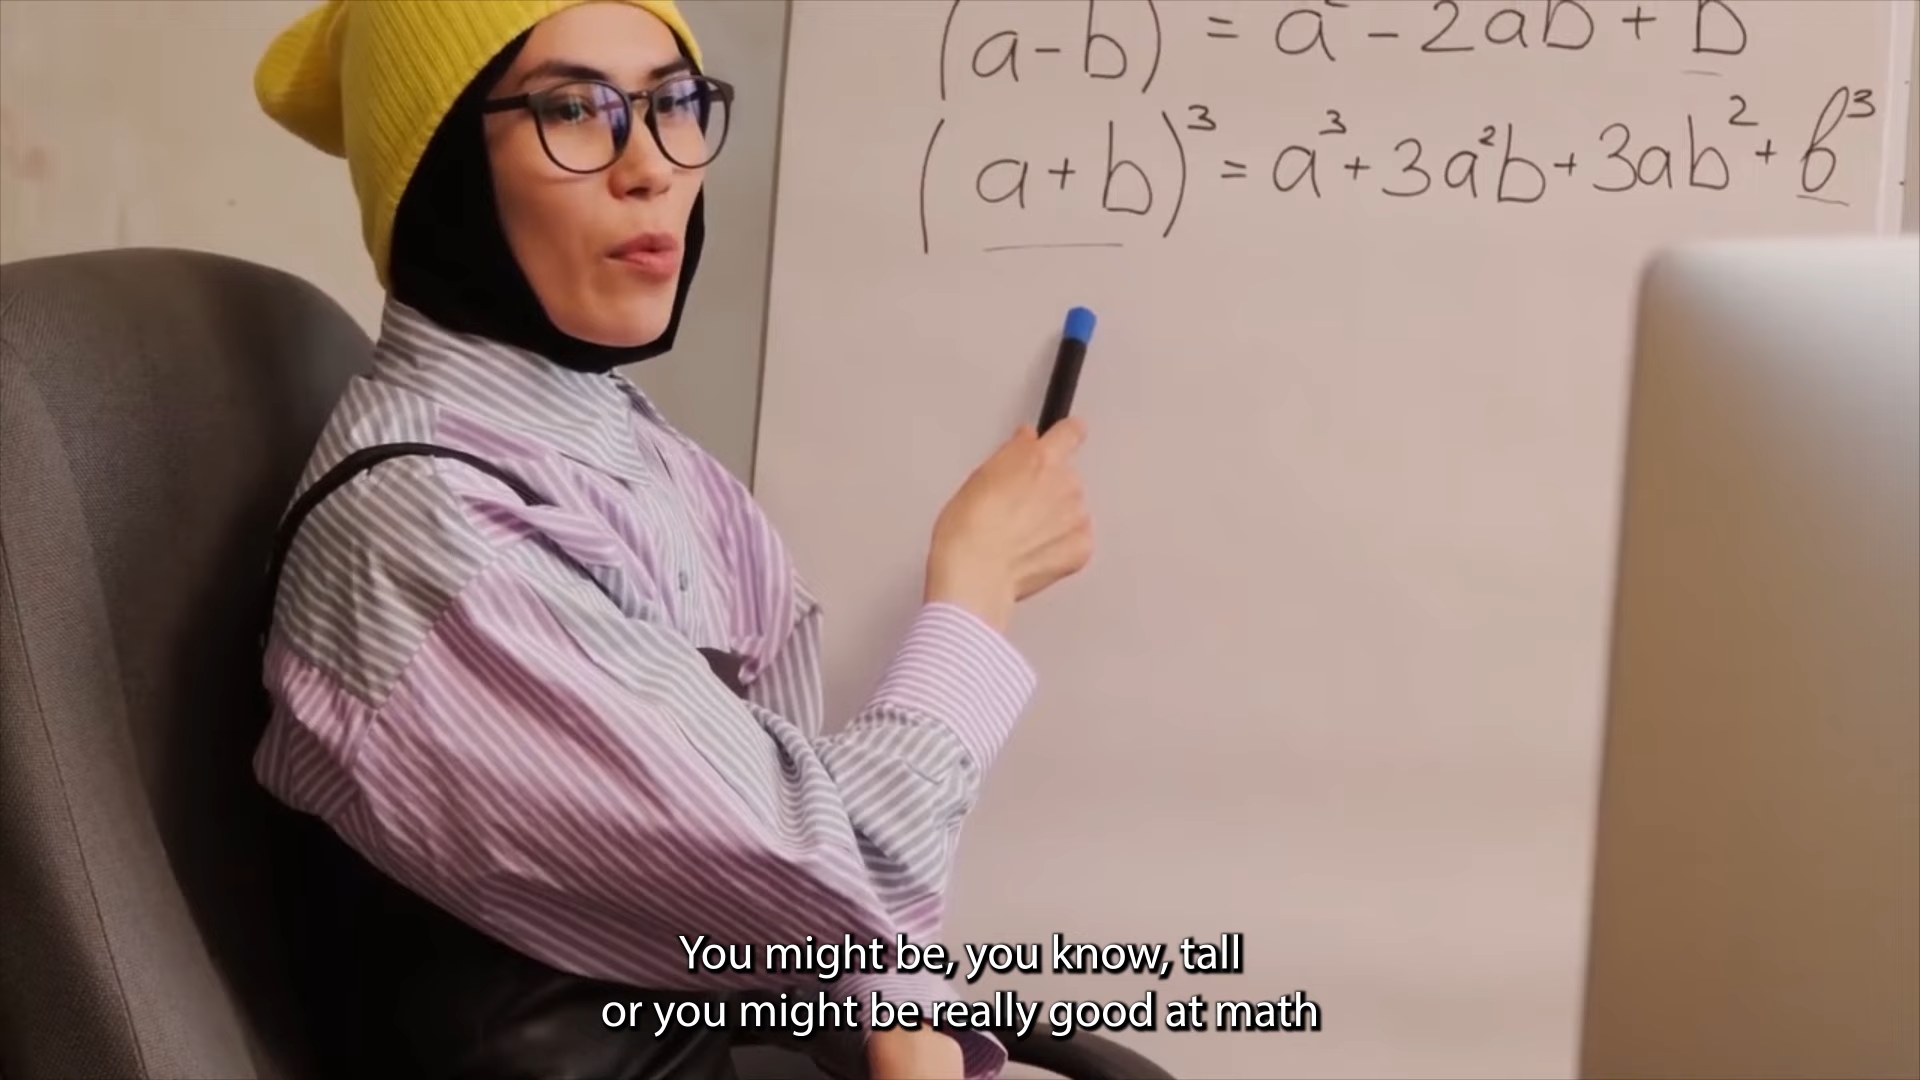 (a-b) = a² - 2ab + b
(a+b)³ = a³ + 3a²b + 3ab² + b³
You might be, you know, tall
or you might be really good at math